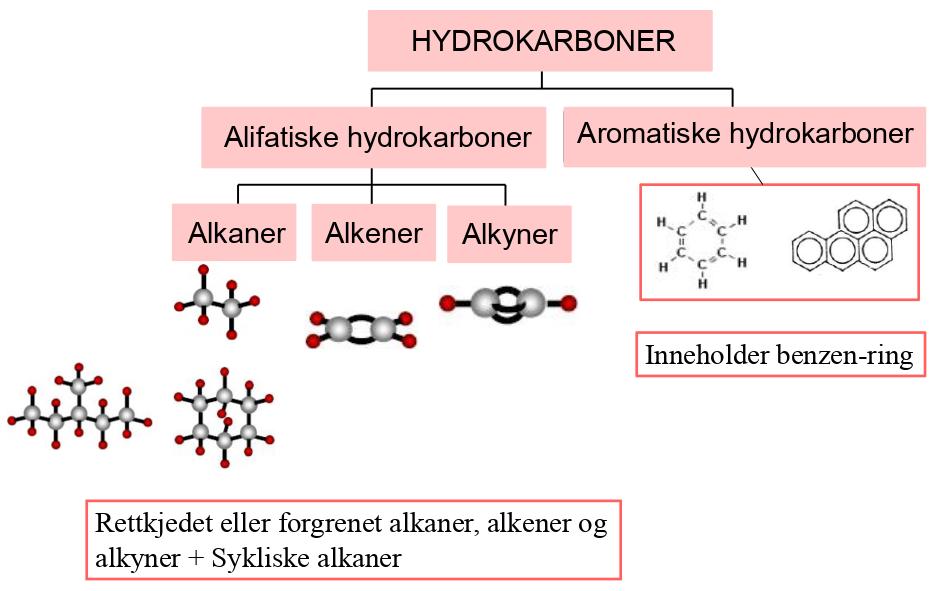 HYDROKARBONER
Alifatiske hydrokarboner
Aromatiske hydrokarboner
Alkaner
Alkener
Alkyner
H
H
C
H
C
C
C
C
H
C
H
H
Inneholder benzen-ring
Rettkjedet eller forgrenet alkaner, alkener og
alkyner + Sykliske alkaner